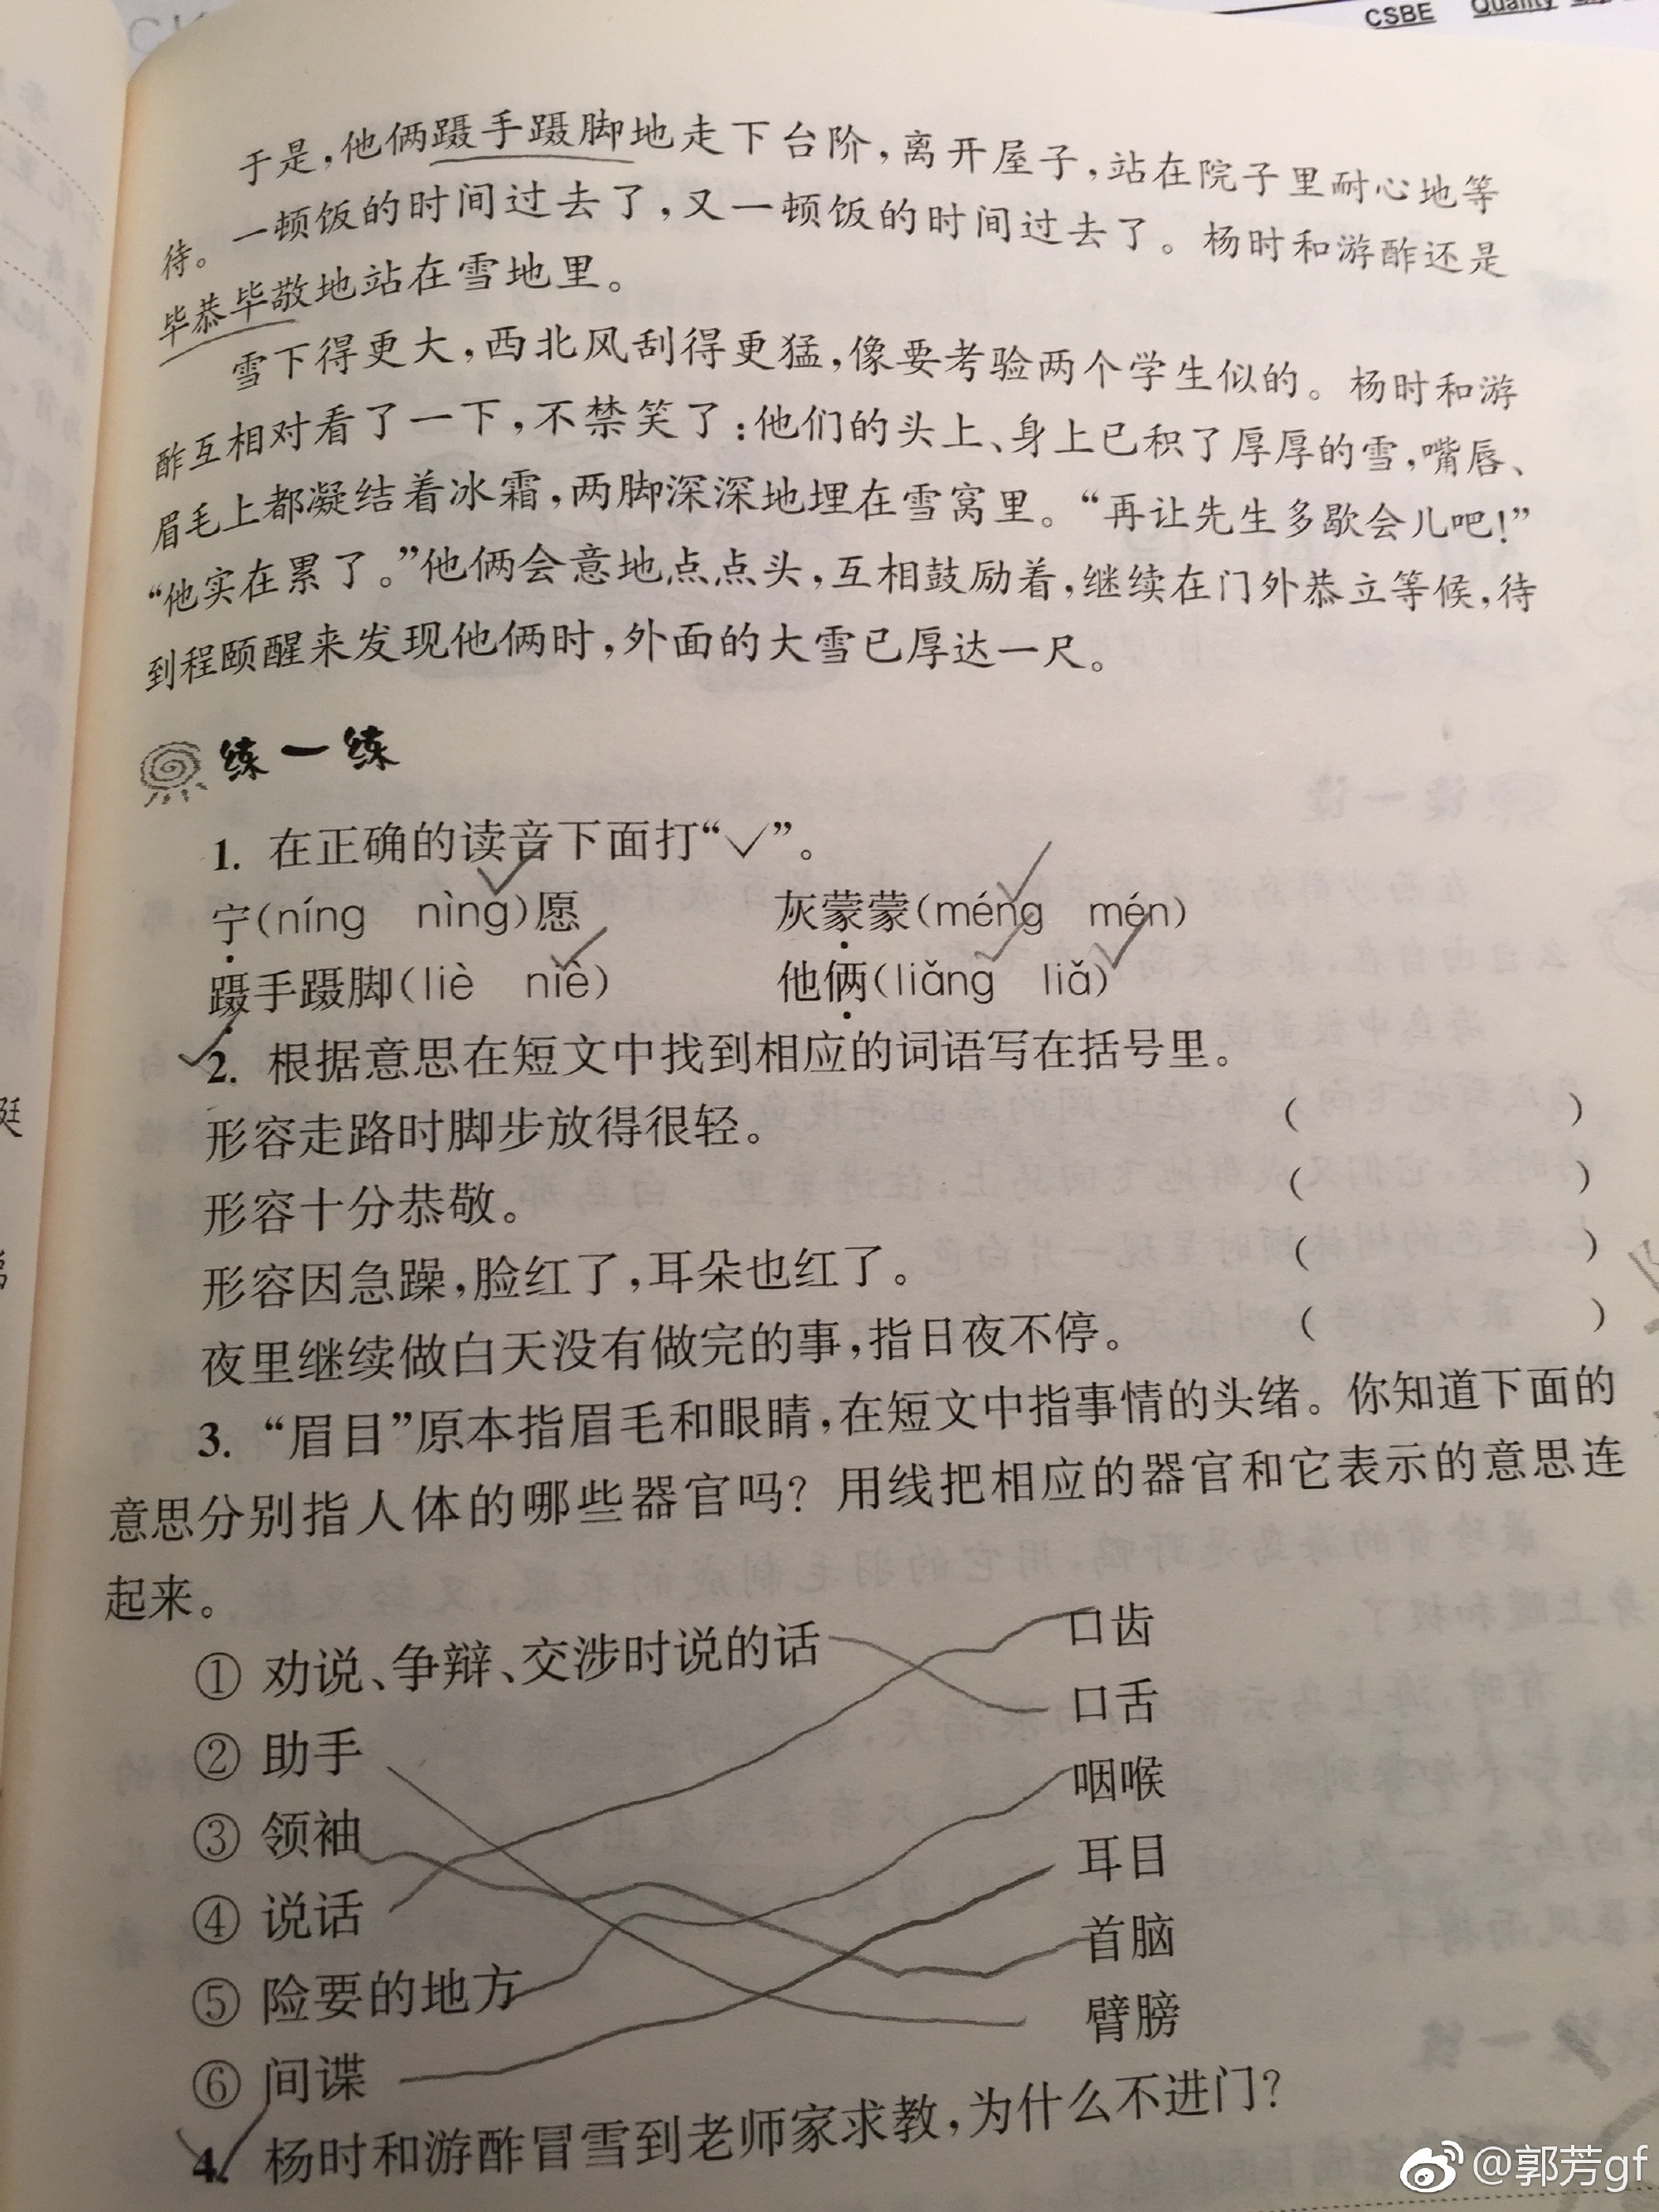 CSBE Quality
于是,他俩蹑手蹑脚地走下台阶,离开屋子,站在院子里耐心地等
待。一顿饭的时间过去了,又一顿饭的时间过去了。杨时和游酢还是
毕恭毕敬地站在雪地里。
雪下得更大,西北风刮得更猛,像要考验两个学生似的。杨时和游
酢互相对看了一下,不禁笑了:他们的头上、身上已积了厚厚的雪,嘴唇、
眉毛上都凝结着冰霜,两脚深深地埋在雪窝里。“再让先生多歇会儿吧!”
“他实在累了。”他俩会意地点点头,互相鼓励着,继续在门外恭立等候,待
到程颐醒来发现他俩时,外面的大雪已厚达一尺。
练一练
1. 在正确的读音下面打“✓”。
宁(níng nìng)愿 灰蒙蒙(méng mén)
蹑手蹑脚(liè niè) 他俩(liǎng liǎ)
2. 根据意思在短文中找到相应的词语写在括号里。
形容走路时脚步放得很轻。 ( )
形容十分恭敬。 ( )
形容因急躁,脸红了,耳朵也红了。 ( )
夜里继续做白天没有做完的事,指日夜不停。 ( )
3. “眉目”原本指眉毛和眼睛,在短文中指事情的头绪。你知道下面的
意思分别指人体的哪些器官吗?用线把相应的器官和它表示的意思连
起来。
① 劝说、争辩、交涉时说的话 口齿
② 助手 口舌
③ 领袖 咽喉
④ 说话 耳目
⑤ 险要的地方 首脑
⑥ 间谍 臂膀
4. 杨时和游酢冒雪到老师家求教,为什么不进门?
@郭芳gf